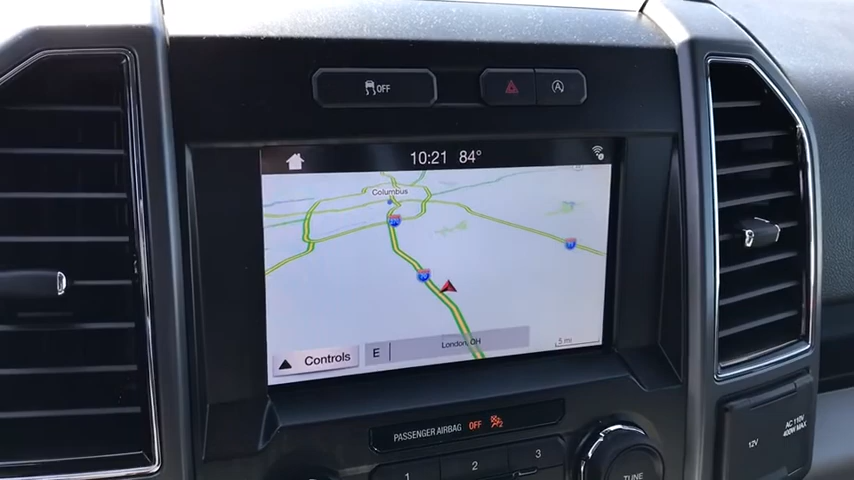 OFF
A
10:21 84°
Columbus
70
Controls
E
London, OH
5 mi
PASSENGER AIRBAG OFF
1 2 3
TUNE
12V
AC 110V
400W MAX